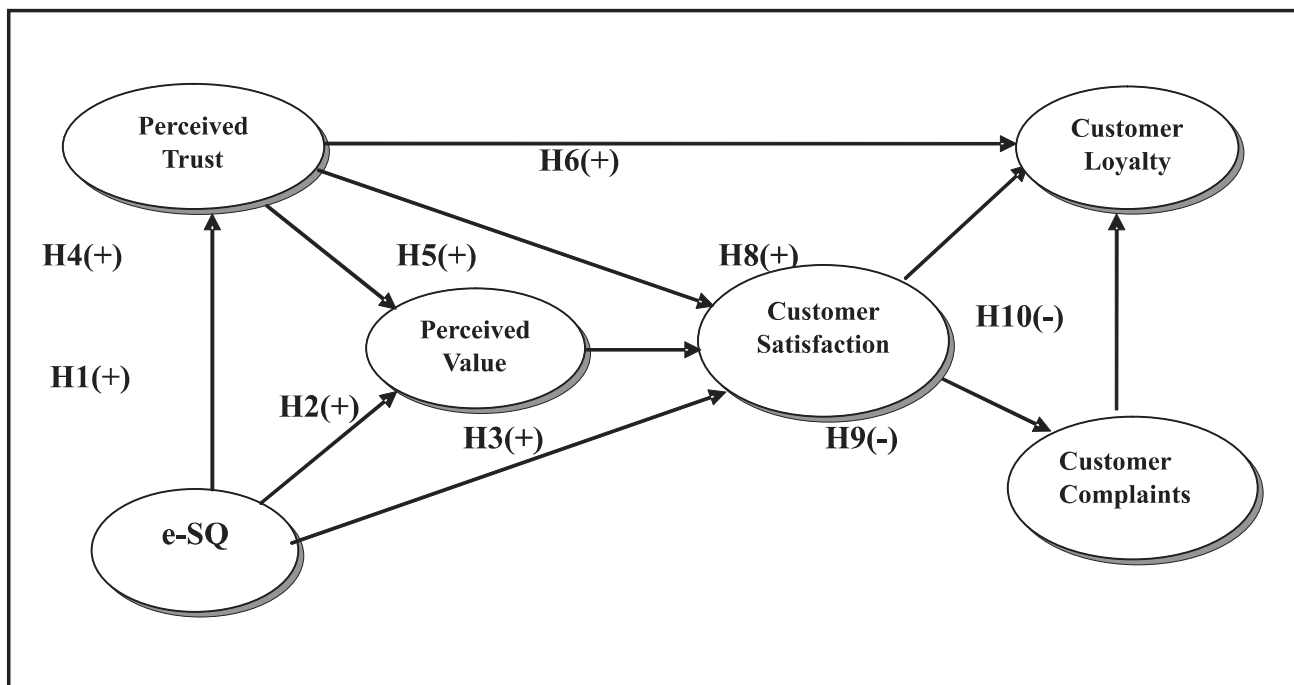 Perceived
Trust
Customer
Loyalty
H6(+)
H4(+)
H5(+)
H8(+)
Perceived
Value
Customer
Satisfaction
H10(-)
H1(+)
H2(+)
H3(+)
H9(-)
Customer
Complaints
e-SQ